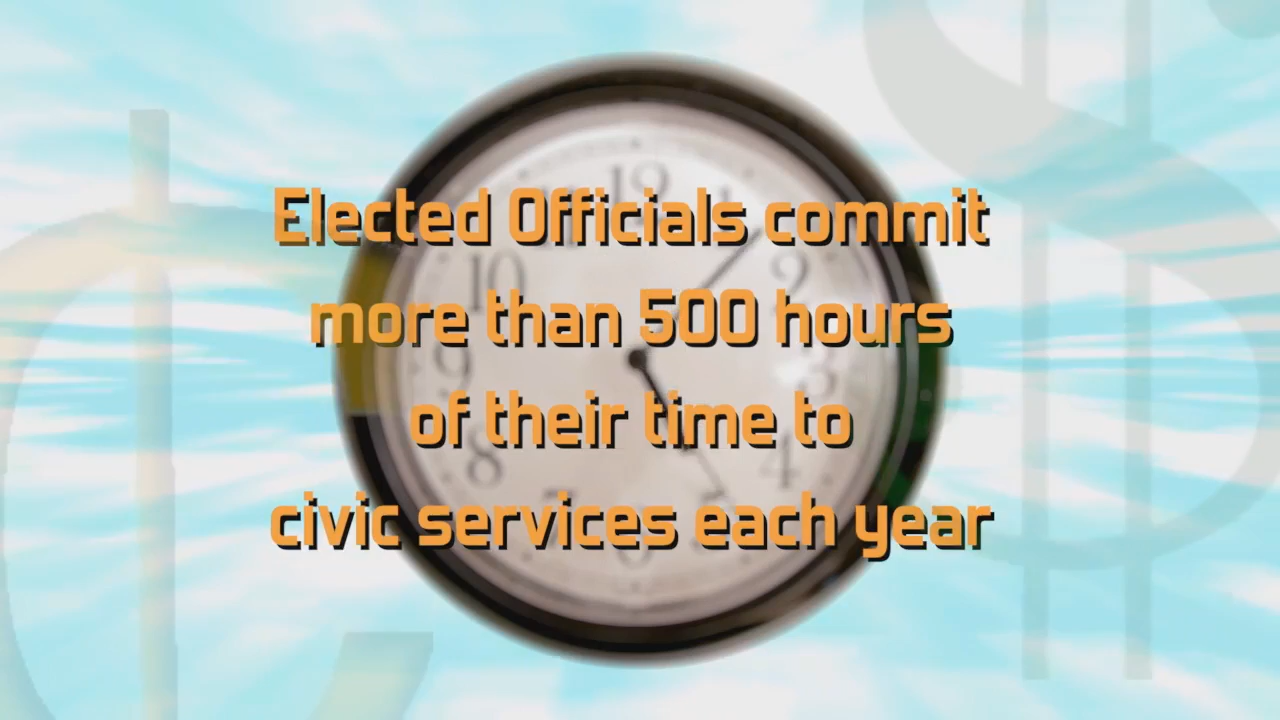 Elected Officials commit
more than 500 hours
of their time to
civic services each year